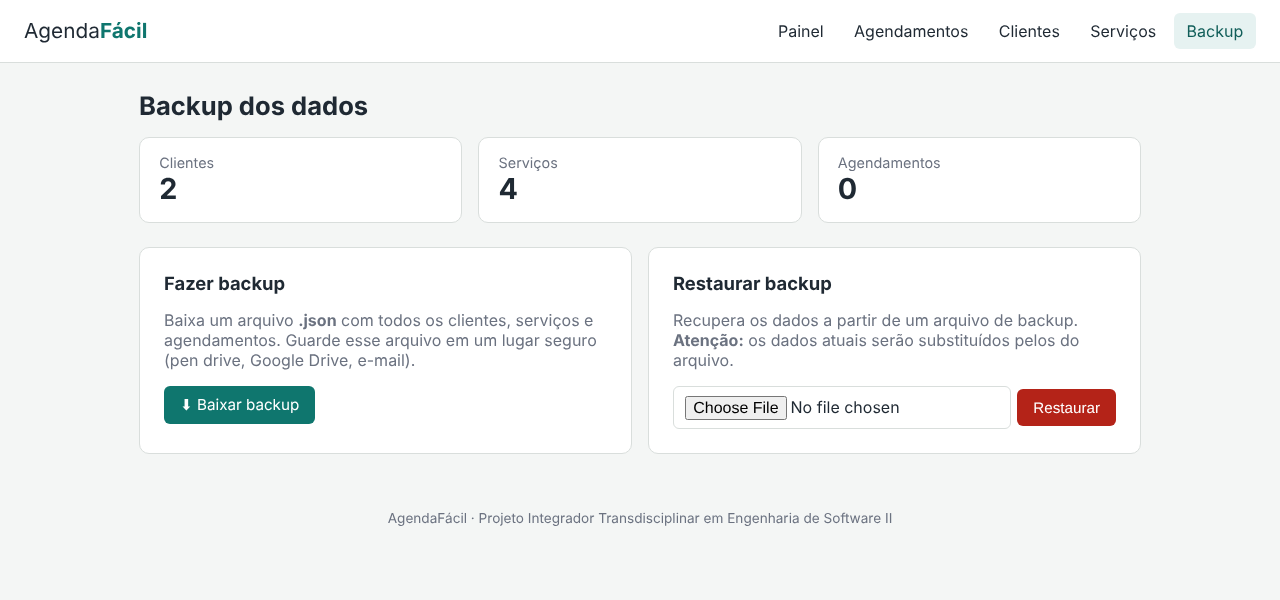 AgendaFácil
Painel
Agendamentos
Clientes
Serviços
Backup
Backup dos dados
Clientes
2
Serviços
4
Agendamentos
0
Fazer backup
Baixa um arquivo .json com todos os clientes, serviços e
agendamentos. Guarde esse arquivo em um lugar seguro
(pen drive, Google Drive, e-mail).
⬇ Baixar backup
Restaurar backup
Recupera os dados a partir de um arquivo de backup.
Atenção: os dados atuais serão substituídos pelos do
arquivo.
Choose File No file chosen
Restaurar
AgendaFácil · Projeto Integrador Transdisciplinar em Engenharia de Software II